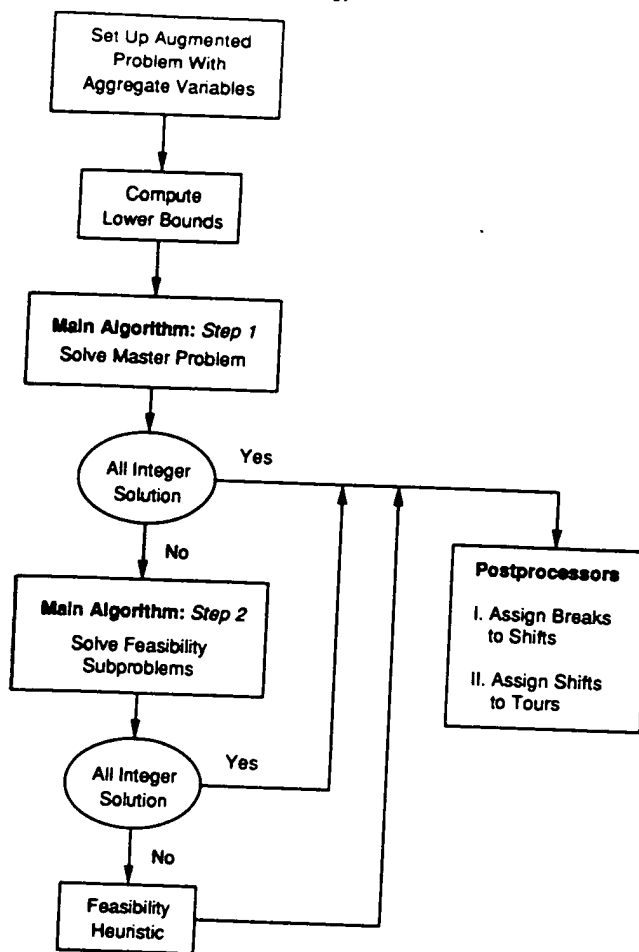 Set Up Augmented
Problem With
Aggregate Variables
Compute
Lower Bounds
Main Algorithm: Step 1
Solve Master Problem
All Integer
Solution
Yes
No
Main Algorithm: Step 2
Solve Feasibility
Subproblems
All Integer
Solution
Yes
No
Feasibility
Heuristic
Postprocessors
I. Assign Breaks
to Shifts
II. Assign Shifts
to Tours